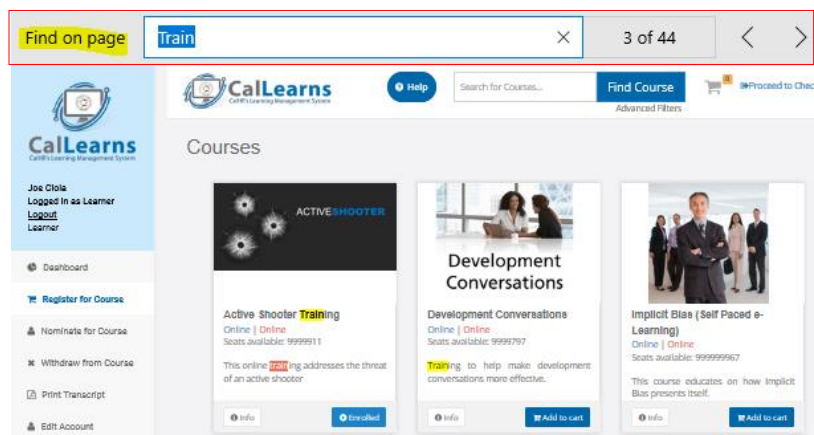 Find on page
Train
3 of 44
CalLearns
CalHR's Learning Management System
Joe Clola
Logged In as Learner
Logout
Learner
Dashboard
Register for Course
Nominate for Course
Withdraw from Course
Print Transcript
Edit Account
CalLearns
CalHR's Learning Management System
Help
Search for Courses...
Find Course
Advanced Filters
Proceed to Chec
Courses
ACTIVESHOOTER
Active Shooter Training
Online | Online
Seats available: 9999911
This online training addresses the threat
of an active shooter
Info
Enrolled
Development
Conversations
Development Conversations
Online | Online
Seats available: 9999797
Training to help make development
conversations more effective.
Info
Add to cart
Implicit Bias (Self Paced e-
Learning)
Online | Online
Seats available: 999999967
This course educates on how Implicit
Bias presents itself.
Info
Add to cart